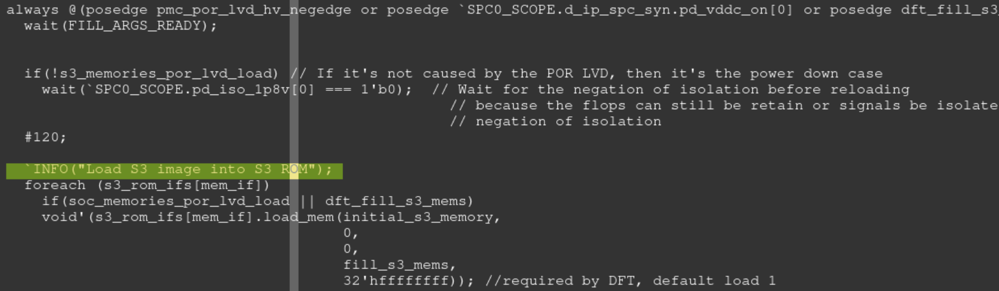 always @(posedge pmc_por_lvd_hv_negedge or posedge `SPC0_SCOPE.d_ip_spc_syn.pd_vddc_on[0] or posedge dft_fill_s3_
wait(FILL_ARGS_READY);
if(!s3_memories_por_lvd_load) // If it's not caused by the POR LVD, then it's the power down case
wait(`SPC0_SCOPE.pd_iso_1p8v[0] === 1'b0);  // Wait for the negation of isolation before reloading
// because the flops can still be retain or signals be isolate
// negation of isolation
#120;
`INFO("Load S3 image into S3 ROM");
foreach (s3_rom_ifs[mem_if])
if(soc_memories_por_lvd_load || dft_fill_s3_mems)
void'(s3_rom_ifs[mem_if].load_mem(initial_s3_memory,
0,
0,
fill_s3_mems,
32'hffffffff)); //required by DFT, default load 1